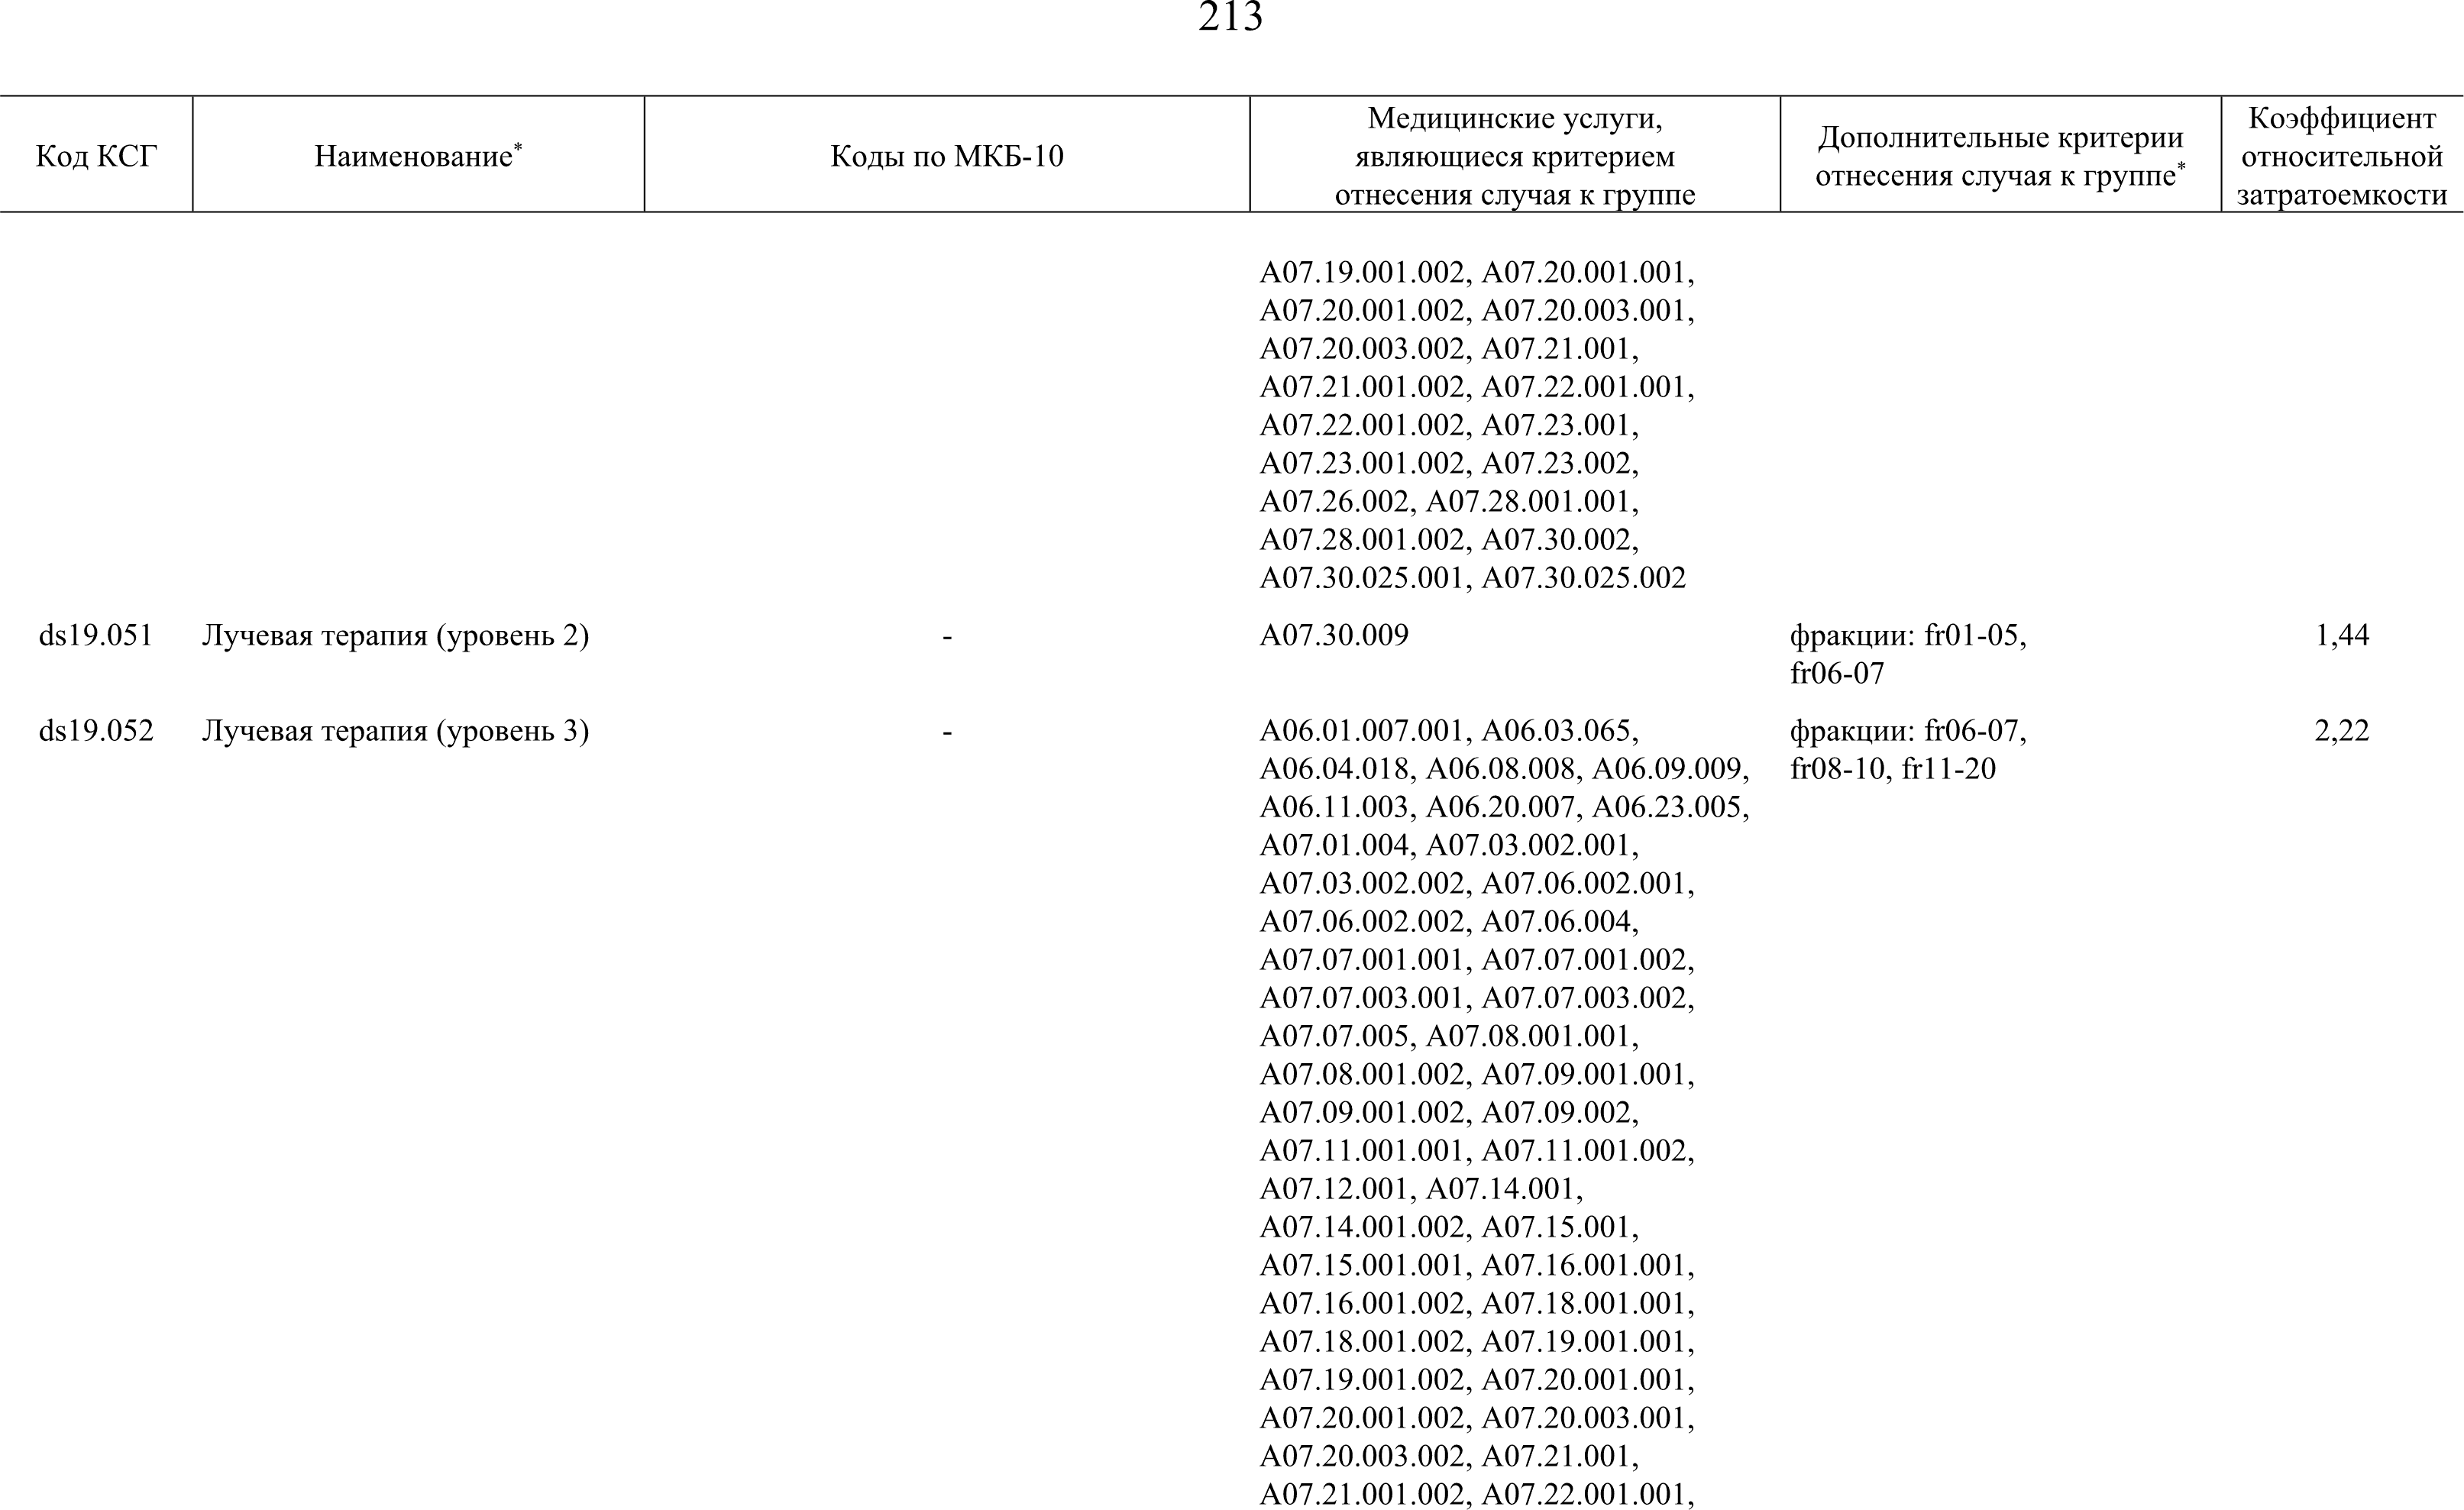 213
Код КСГ
Наименование*
Коды по МКБ-10
Медицинские услуги,
являющиеся критерием
отнесения случая к группе
Дополнительные критерии
отнесения случая к группе*
Коэффициент
относительной
затратоемкости
A07.19.001.002, A07.20.001.001,
A07.20.001.002, A07.20.003.001,
A07.20.003.002, A07.21.001,
A07.21.001.002, A07.22.001.001,
A07.22.001.002, A07.23.001,
A07.23.001.002, A07.23.002,
A07.26.002, A07.28.001.001,
A07.28.001.002, A07.30.002,
A07.30.025.001, A07.30.025.002
ds19.051 Лучевая терапия (уровень 2) - A07.30.009 фракции: fr01-05, 1,44
fr06-07
ds19.052 Лучевая терапия (уровень 3) - A06.01.007.001, A06.03.065, фракции: fr06-07, 2,22
A06.04.018, A06.08.008, A06.09.009, fr08-10, fr11-20
A06.11.003, A06.20.007, A06.23.005,
A07.01.004, A07.03.002.001,
A07.03.002.002, A07.06.002.001,
A07.06.002.002, A07.06.004,
A07.07.001.001, A07.07.001.002,
A07.07.003.001, A07.07.003.002,
A07.07.005, A07.08.001.001,
A07.08.001.002, A07.09.001.001,
A07.09.001.002, A07.09.002,
A07.11.001.001, A07.11.001.002,
A07.12.001, A07.14.001,
A07.14.001.002, A07.15.001,
A07.15.001.001, A07.16.001.001,
A07.16.001.002, A07.18.001.001,
A07.18.001.002, A07.19.001.001,
A07.19.001.002, A07.20.001.001,
A07.20.001.002, A07.20.003.001,
A07.20.003.002, A07.21.001,
A07.21.001.002, A07.22.001.001,